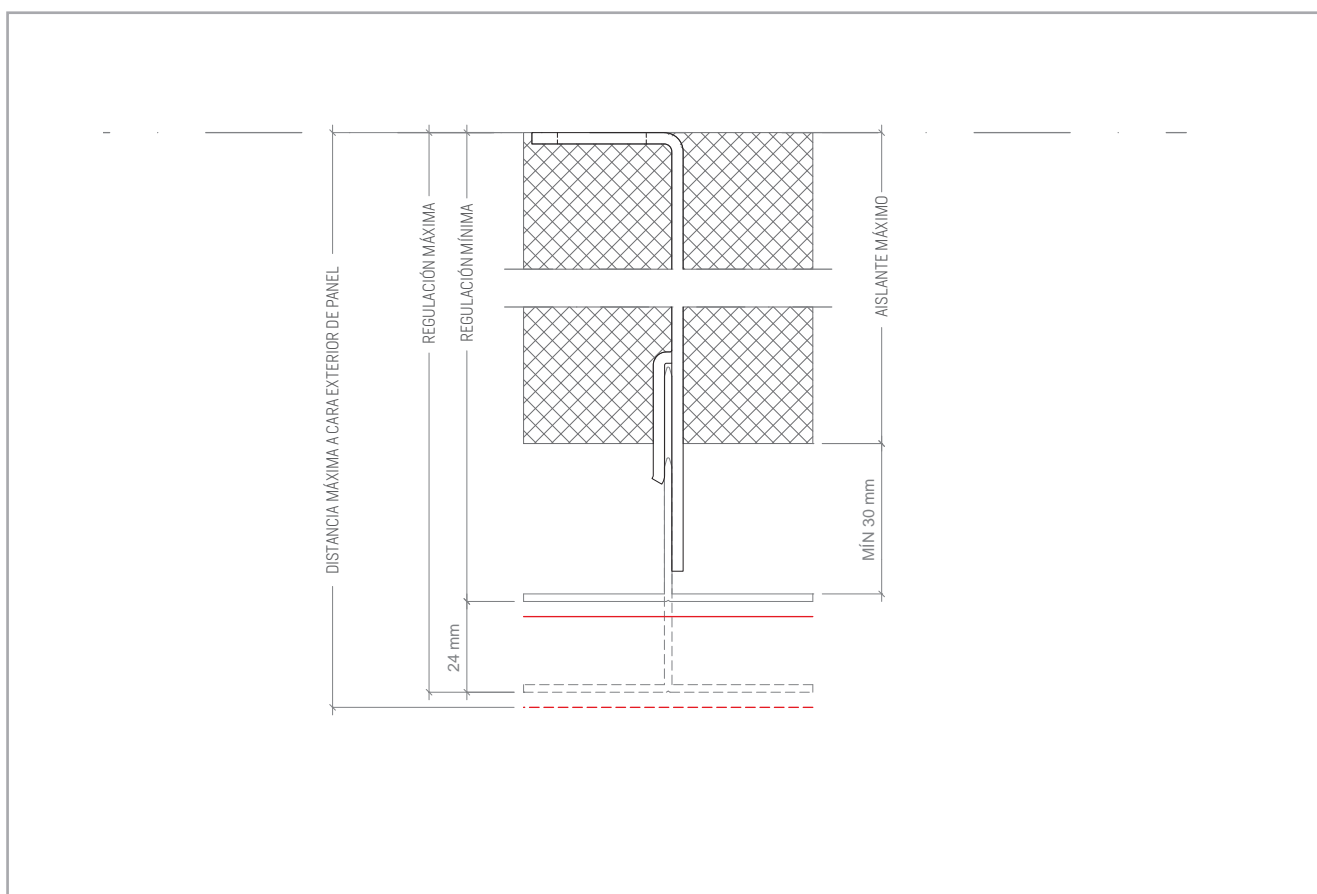 DISTANCIA MÁXIMA A CARA EXTERIOR DE PANEL
REGULACIÓN MÁXIMA
REGULACIÓN MÍNIMA
24 mm
AISLANTE MÁXIMO
MÍN 30 mm